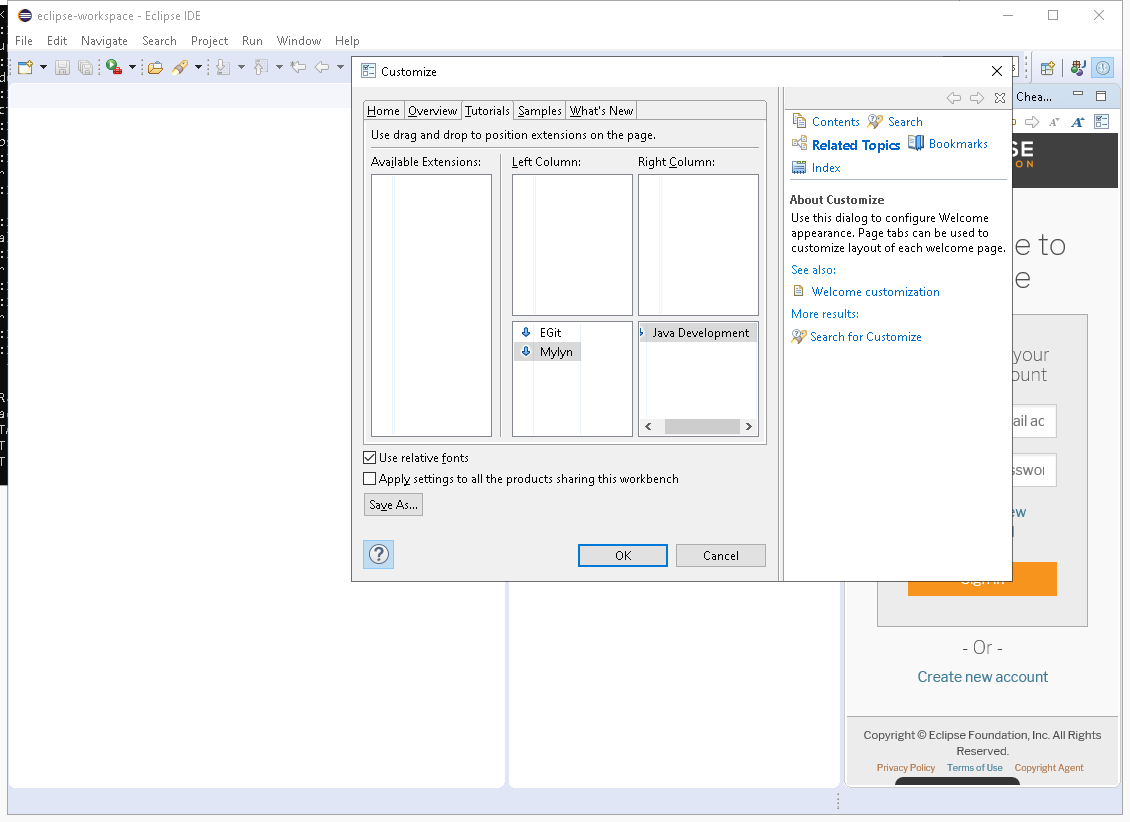 eclipse-workspace - Eclipse IDE
File Edit Navigate Search Project Run Window Help
Customize
Chea...
Home Overview Tutorials Samples What's New
Use drag and drop to position extensions on the page.
Available Extensions: Left Column: Right Column:
EGit
Mylyn
Java Development
Use relative fonts
Apply settings to all the products sharing this workbench
Save As...
OK Cancel
Contents Search
Related Topics Bookmarks
Index
About Customize
Use this dialog to configure Welcome
appearance. Page tabs can be used to
customize layout of each welcome page.
See also:
Welcome customization
More results:
Search for Customize
SE
ON
e to
e
your
ount
ail ac
sswor
ew
Sign in
- Or -
Create new account
Copyright © Eclipse Foundation, Inc. All Rights
Reserved.
Privacy Policy Terms of Use Copyright Agent